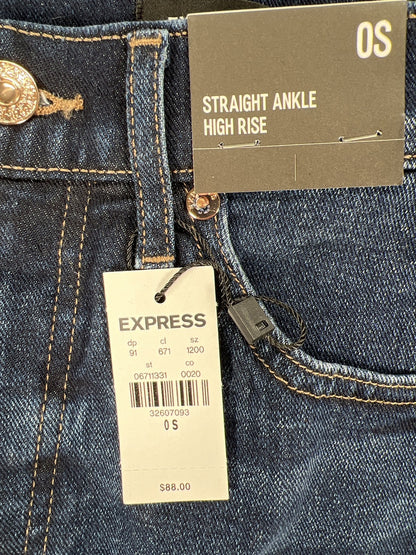 0S
STRAIGHT ANKLE
HIGH RISE
EXPRESS
dp cl sz
91 671 1200
st co
06711331 0020
32607093
0 S
$88.00